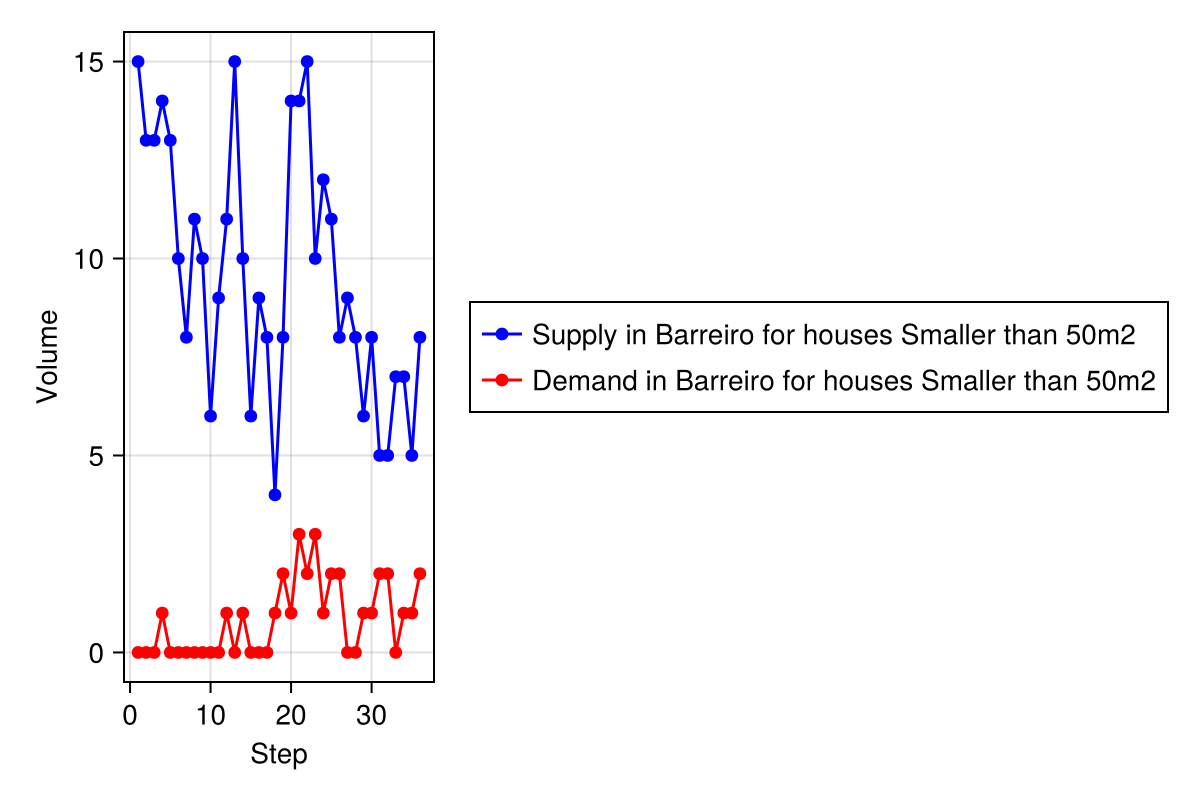 15
10
5
0
Volume
0 10 20 30
Step
Supply in Barreiro for houses Smaller than 50m2
Demand in Barreiro for houses Smaller than 50m2